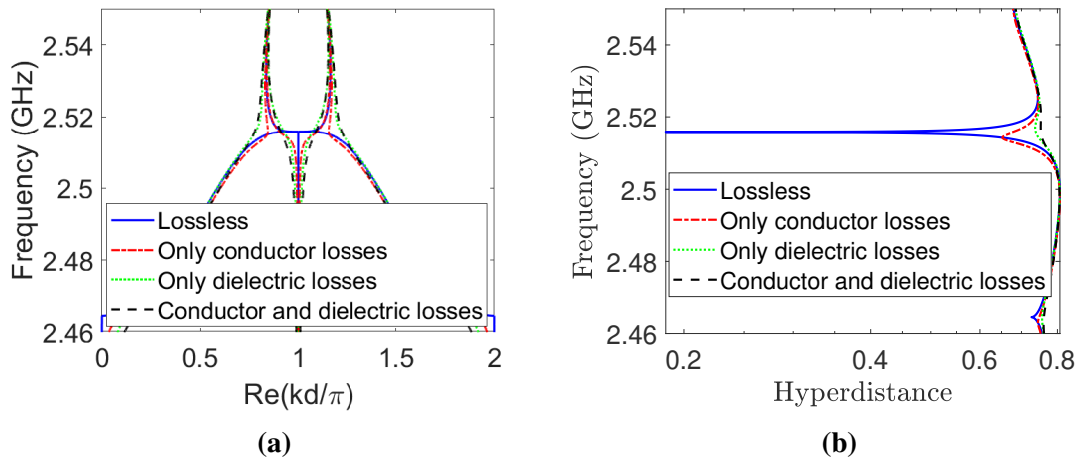 2.54
2.52
2.5
2.48
2.46
Frequency (GHz)
Lossless
Only conductor losses
Only dielectric losses
Conductor and dielectric losses
0 0.5 1 1.5 2
Re(kd/π)
(a)
2.54
2.52
2.5
2.48
2.46
Frequency (GHz)
Lossless
Only conductor losses
Only dielectric losses
Conductor and dielectric losses
0.2 0.4 0.6 0.8
Hyperdistance
(b)